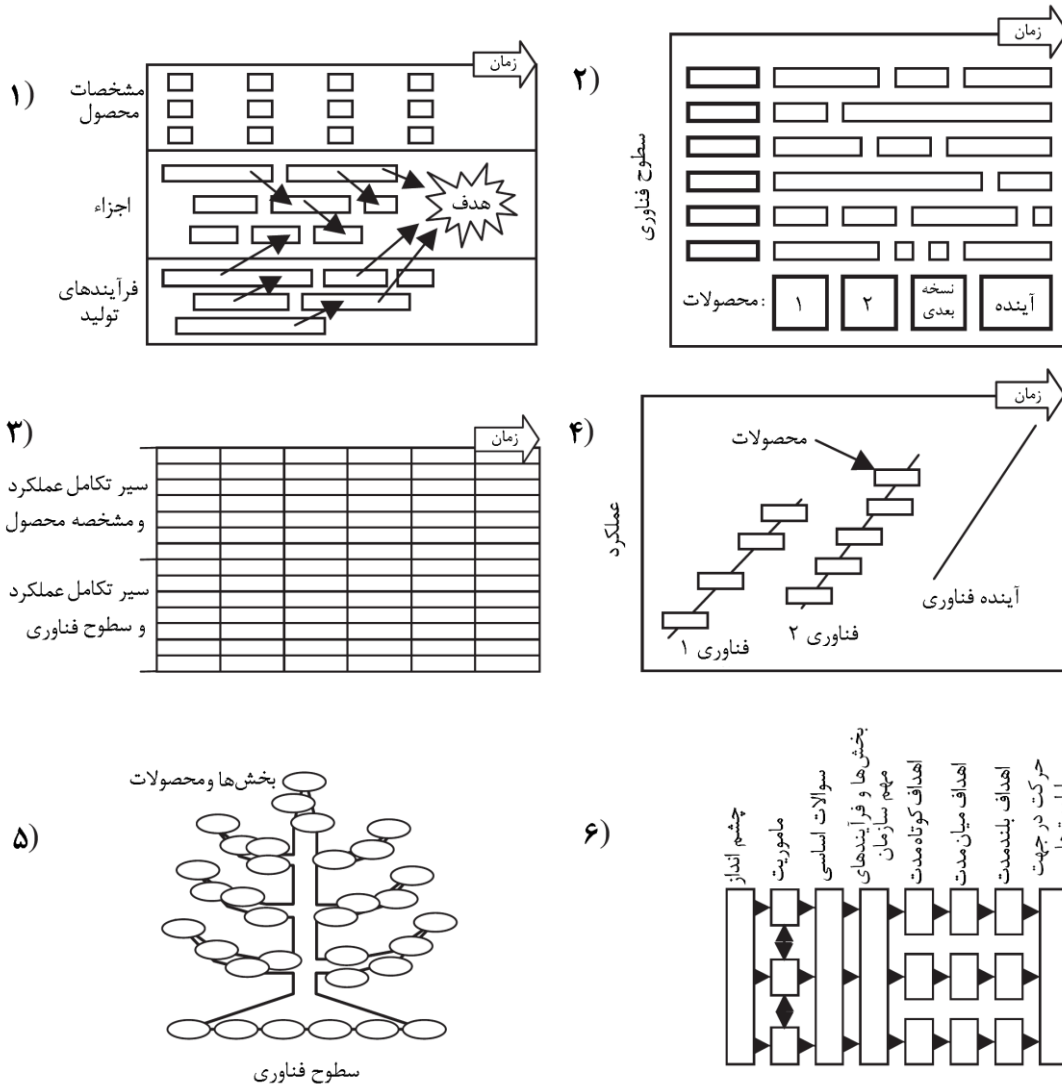 ۱)
زمان
مشخصات
محصول
اجزاء
هدف
فرآیندهای
تولید
۲)
زمان
سطوح فناوری
محصولات:
۱
۲
نسخه
بعدی
آینده
۳)
زمان
سیر تکامل عملکرد
و مشخصه محصول
سیر تکامل عملکرد
و سطوح فناوری
۴)
زمان
محصولات
عملکرد
آینده فناوری
فناوری ۲
فناوری ۱
۵)
بخش‌ها و محصولات
سطوح فناوری
۶)
چشم انداز
ماموریت
سوالات اساسی
بخش‌ها و فرآیندهای
مهم سازمان
اهداف کوتاه مدت
اهداف میان مدت
اهداف بلندمدت
حرکت در جهت